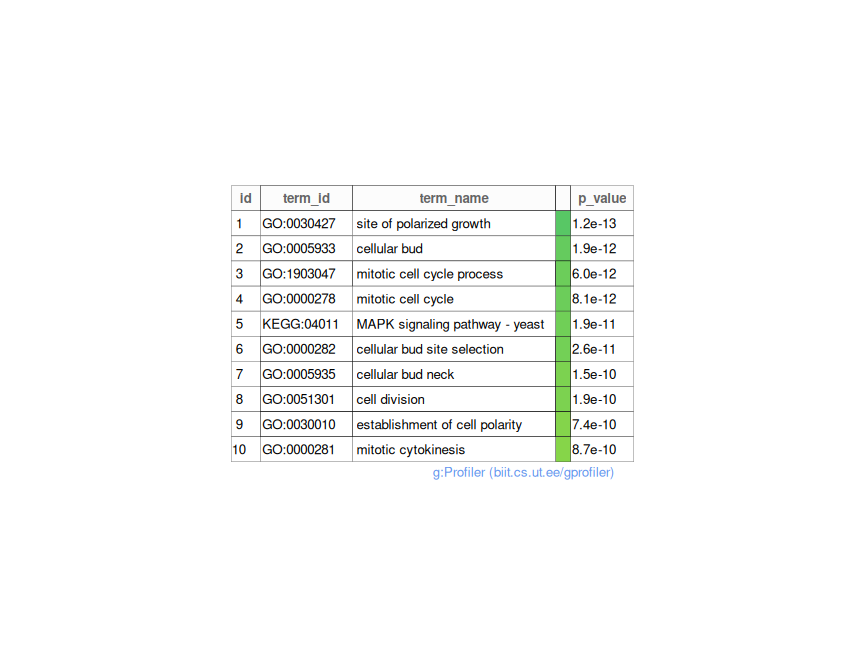 id term_id term_name p_value
1 GO:0030427 site of polarized growth 1.2e-13
2 GO:0005933 cellular bud 1.9e-12
3 GO:1903047 mitotic cell cycle process 6.0e-12
4 GO:0000278 mitotic cell cycle 8.1e-12
5 KEGG:04011 MAPK signaling pathway - yeast 1.9e-11
6 GO:0000282 cellular bud site selection 2.6e-11
7 GO:0005935 cellular bud neck 1.5e-10
8 GO:0051301 cell division 1.9e-10
9 GO:0030010 establishment of cell polarity 7.4e-10
10 GO:0000281 mitotic cytokinesis 8.7e-10
g:Profiler (biit.cs.ut.ee/gprofiler)